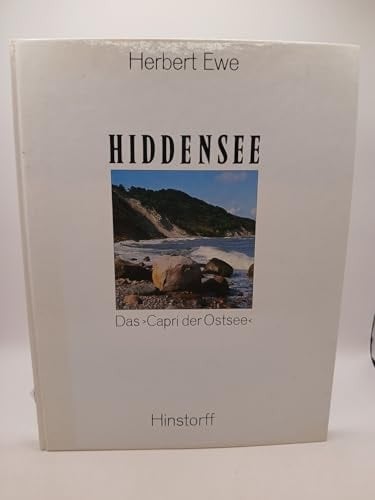 Herbert Ewe
HIDDENSEE
Das ›Capri der Ostsee‹
Hinstorff